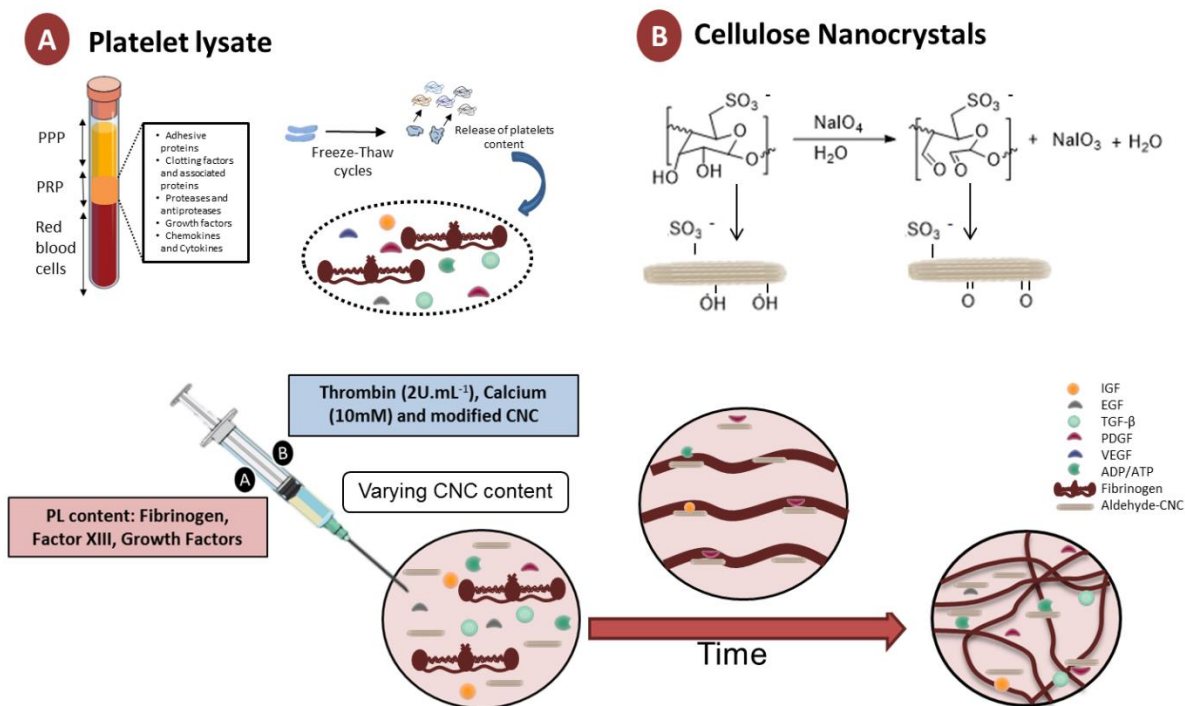 A Platelet lysate
PPP
PRP
Red
blood
cells
• Adhesive
proteins
• Clotting factors
and associated
proteins
• Proteases and
antiproteases
• Growth factors
• Chemokines and
Cytokines
Freeze-Thaw
cycles
Release of platelets
content
B Cellulose Nanocrystals
SO₃⁻
O
O
HO
OH
NaIO₄
H₂O
SO₃⁻
O
O
O
O
+ NaIO₃ + H₂O
SO₃⁻
OH
OH
SO₃⁻
O
O
Thrombin (2U.mL⁻¹), Calcium
(10mM) and modified CNC
B
A
Varying CNC content
PL content: Fibrinogen,
Factor XIII, Growth Factors
Time
IGF
EGF
TGF-β
PDGF
VEGF
ADP/ATP
Fibrinogen
Aldehyde-CNC